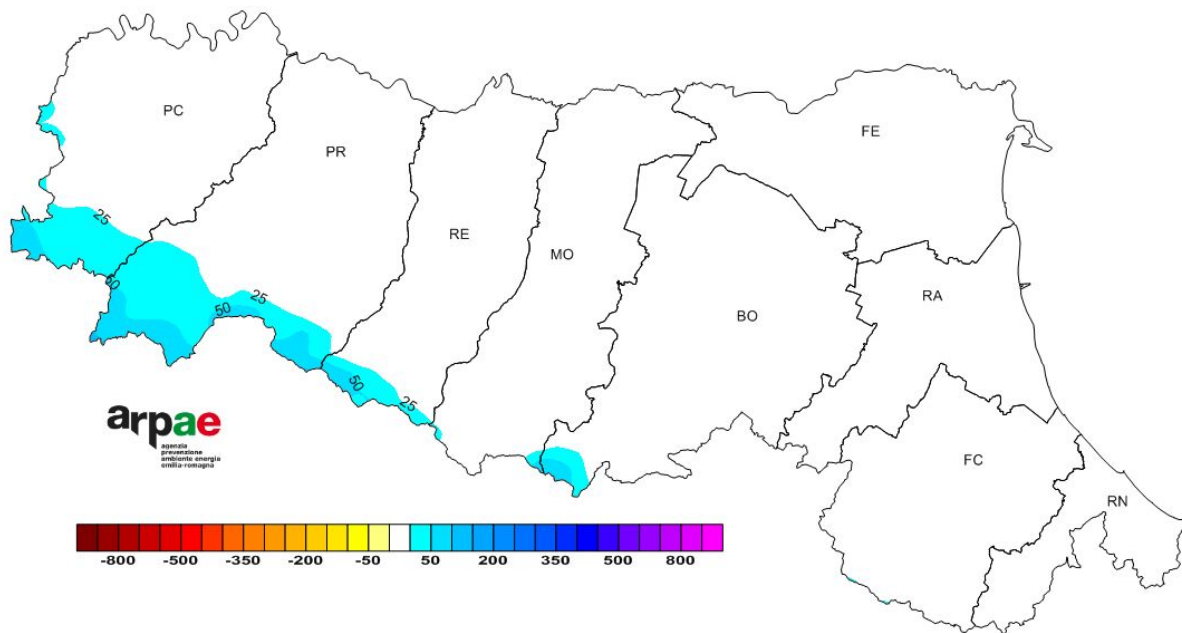 PC
FE
PR
25
RE
MO
50
25
50
RA
BO
50
25
arpae
agenzia
prevenzione
ambiente energia
emilia-romagna
FC
RN
-800 -500 -350 -200 -50 50 200 350 500 800